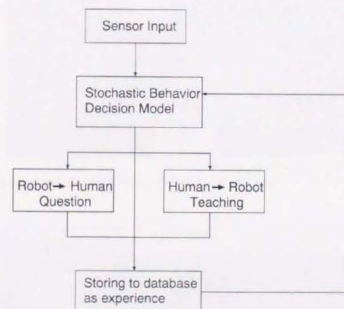 Sensor Input
Stochastic Behavior
Decision Model
Robot→ Human
Question
Human→ Robot
Teaching
Storing to database
as experience